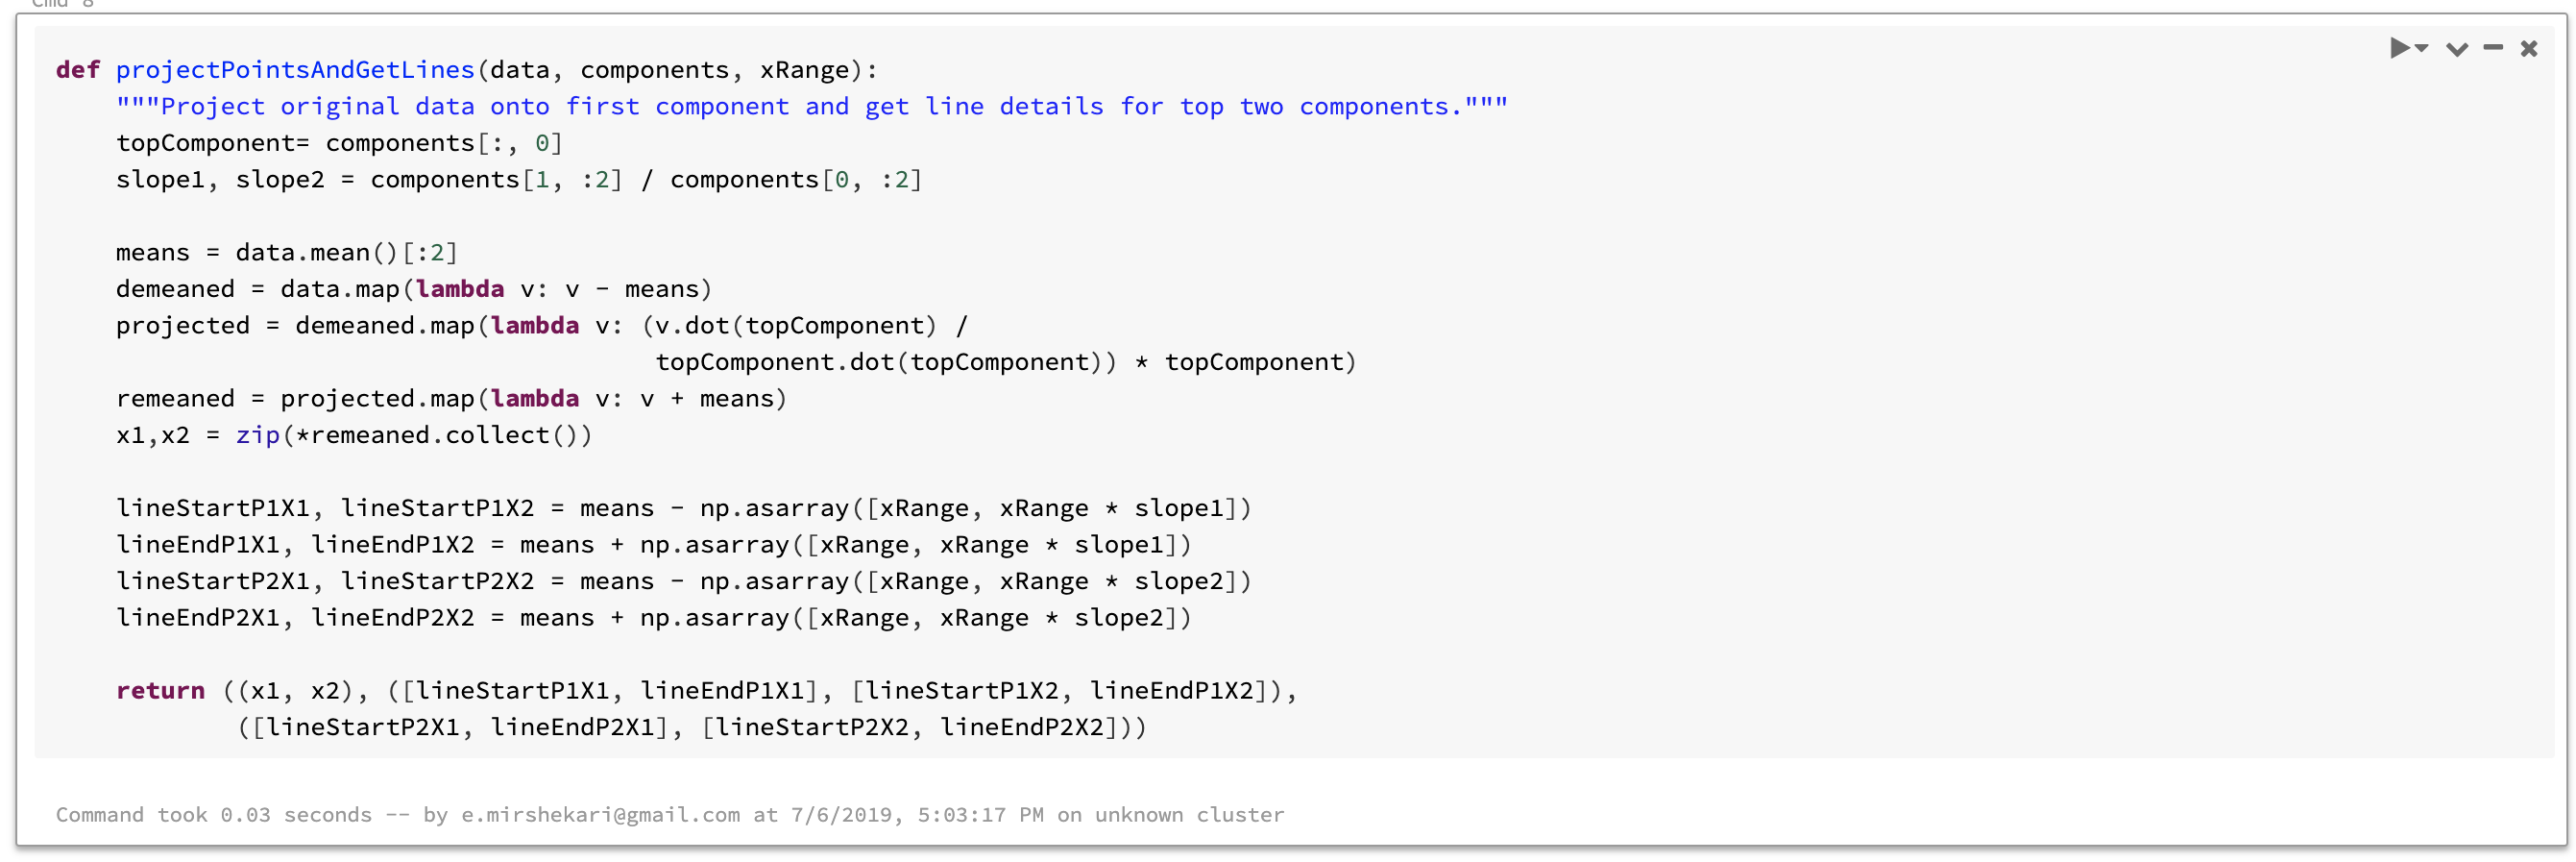 Cmd 8
def projectPointsAndGetLines(data, components, xRange):
    """Project original data onto first component and get line details for top two components."""
    topComponent= components[:, 0]
    slope1, slope2 = components[1, :2] / components[0, :2]

    means = data.mean()[:2]
    demeaned = data.map(lambda v: v - means)
    projected = demeaned.map(lambda v: (v.dot(topComponent) /
                                        topComponent.dot(topComponent)) * topComponent)
    remeaned = projected.map(lambda v: v + means)
    x1,x2 = zip(*remeaned.collect())

    lineStartP1X1, lineStartP1X2 = means - np.asarray([xRange, xRange * slope1])
    lineEndP1X1, lineEndP1X2 = means + np.asarray([xRange, xRange * slope1])
    lineStartP2X1, lineStartP2X2 = means - np.asarray([xRange, xRange * slope2])
    lineEndP2X1, lineEndP2X2 = means + np.asarray([xRange, xRange * slope2])

    return ((x1, x2), ([lineStartP1X1, lineEndP1X1], [lineStartP1X2, lineEndP1X2]),
            ([lineStartP2X1, lineEndP2X1], [lineStartP2X2, lineEndP2X2]))
Command took 0.03 seconds -- by e.mirshekari@gmail.com at 7/6/2019, 5:03:17 PM on unknown cluster